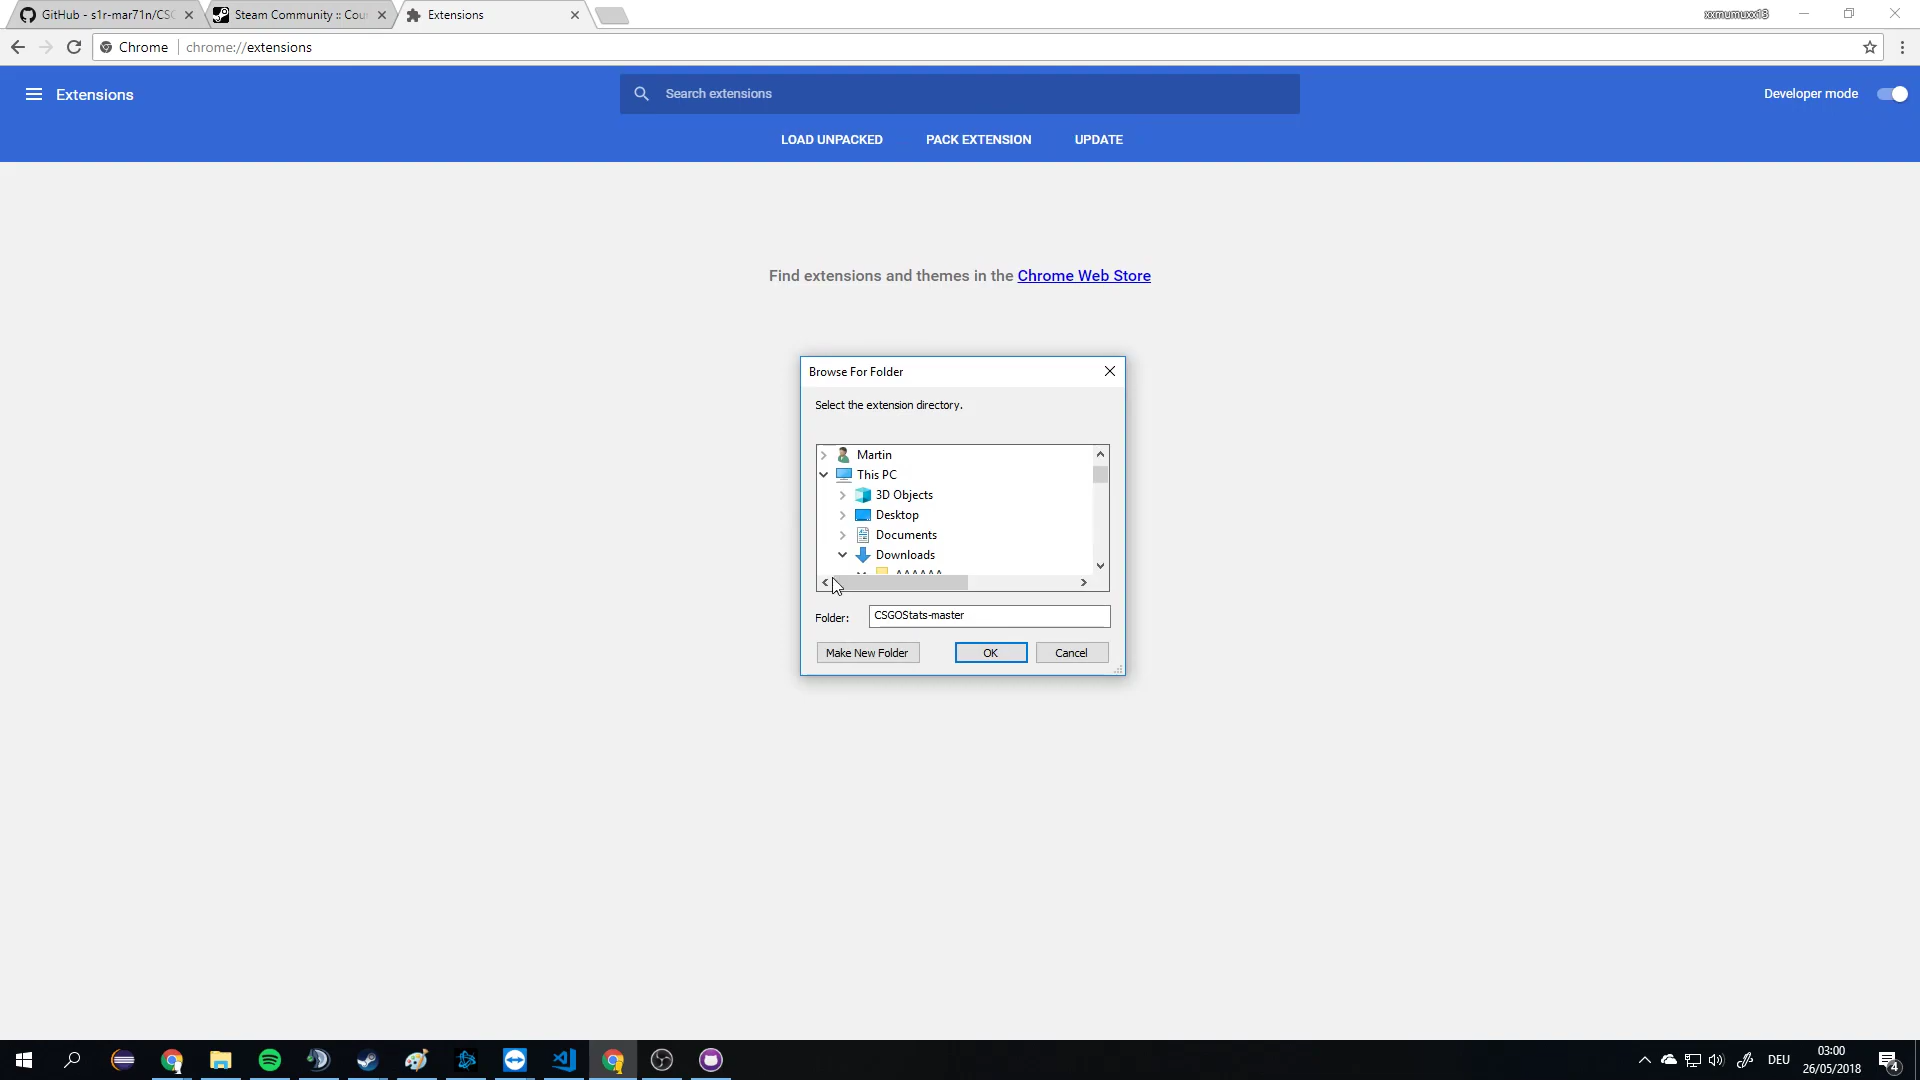 GitHub - s1r-mar71n/CSG
Steam Community :: Cou
Extensions
xxmumuxx13
Chrome
chrome://extensions
Extensions
Search extensions
Developer mode
LOAD UNPACKED
PACK EXTENSION
UPDATE
Find extensions and themes in the Chrome Web Store
Browse For Folder
Select the extension directory.
Martin
This PC
3D Objects
Desktop
Documents
Downloads
Folder:
CSGOStats-master
Make New Folder
OK
Cancel
DEU
03:00
26/05/2018
4